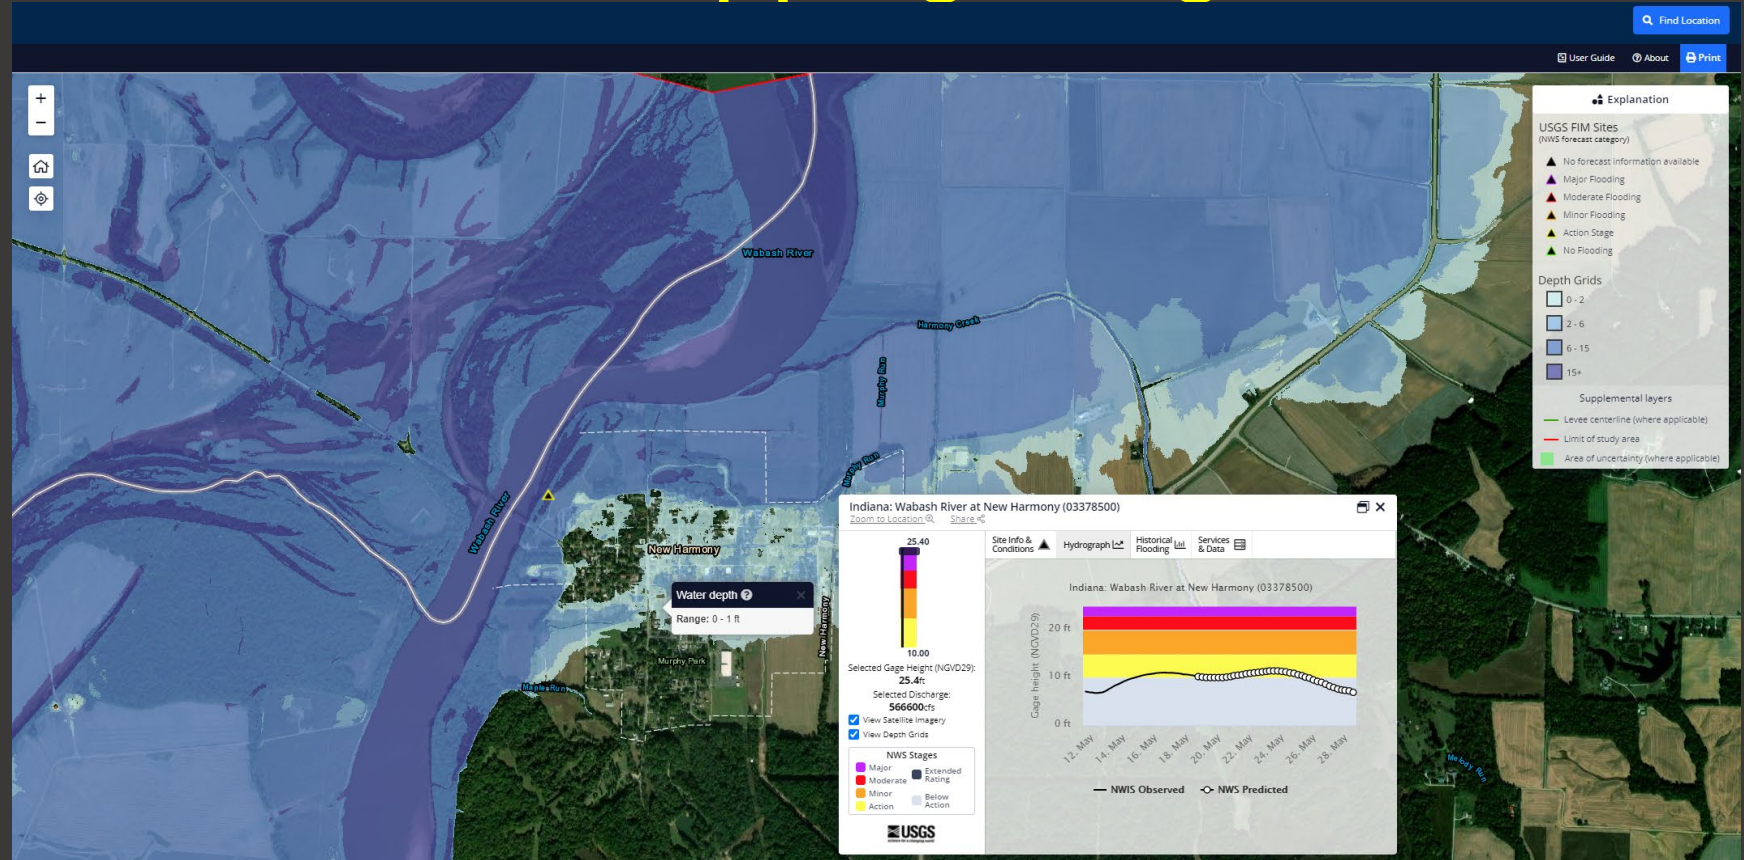 Find Location
User Guide
About
Print
+
−
Explanation
USGS FIM Sites
(NWS forecast category)
No forecast information available
Major Flooding
Moderate Flooding
Minor Flooding
Action Stage
No Flooding
Depth Grids
0 - 2
2 - 6
6 - 15
15+
Supplemental layers
Levee centerline (where applicable)
Limit of study area
Area of uncertainty (where applicable)
Wabash River
Harmony Creek
Murphy Run
Murphy Run
Wabash River
New Harmony
Water depth ?
×
Range: 0 - 1 ft
New Harmony
Murphy Park
Maple Run
Melody Run
Indiana: Wabash River at New Harmony (03378500)
Zoom to Location
Share
25.40
10.00
Selected Gage Height (NGVD29):
25.4ft
Selected Discharge:
566600cfs
View Satellite Imagery
View Depth Grids
NWS Stages
Major
Moderate
Minor
Action
Extended Rating
Below Action
USGS
science for a changing world
Site Info & Conditions
Hydrograph
Historical Flooding
Services & Data
Indiana: Wabash River at New Harmony (03378500)
Gage height (NGVD29)
20 ft
10 ft
0 ft
12. May
14. May
16. May
18. May
20. May
22. May
24. May
26. May
28. May
NWIS Observed
NWS Predicted